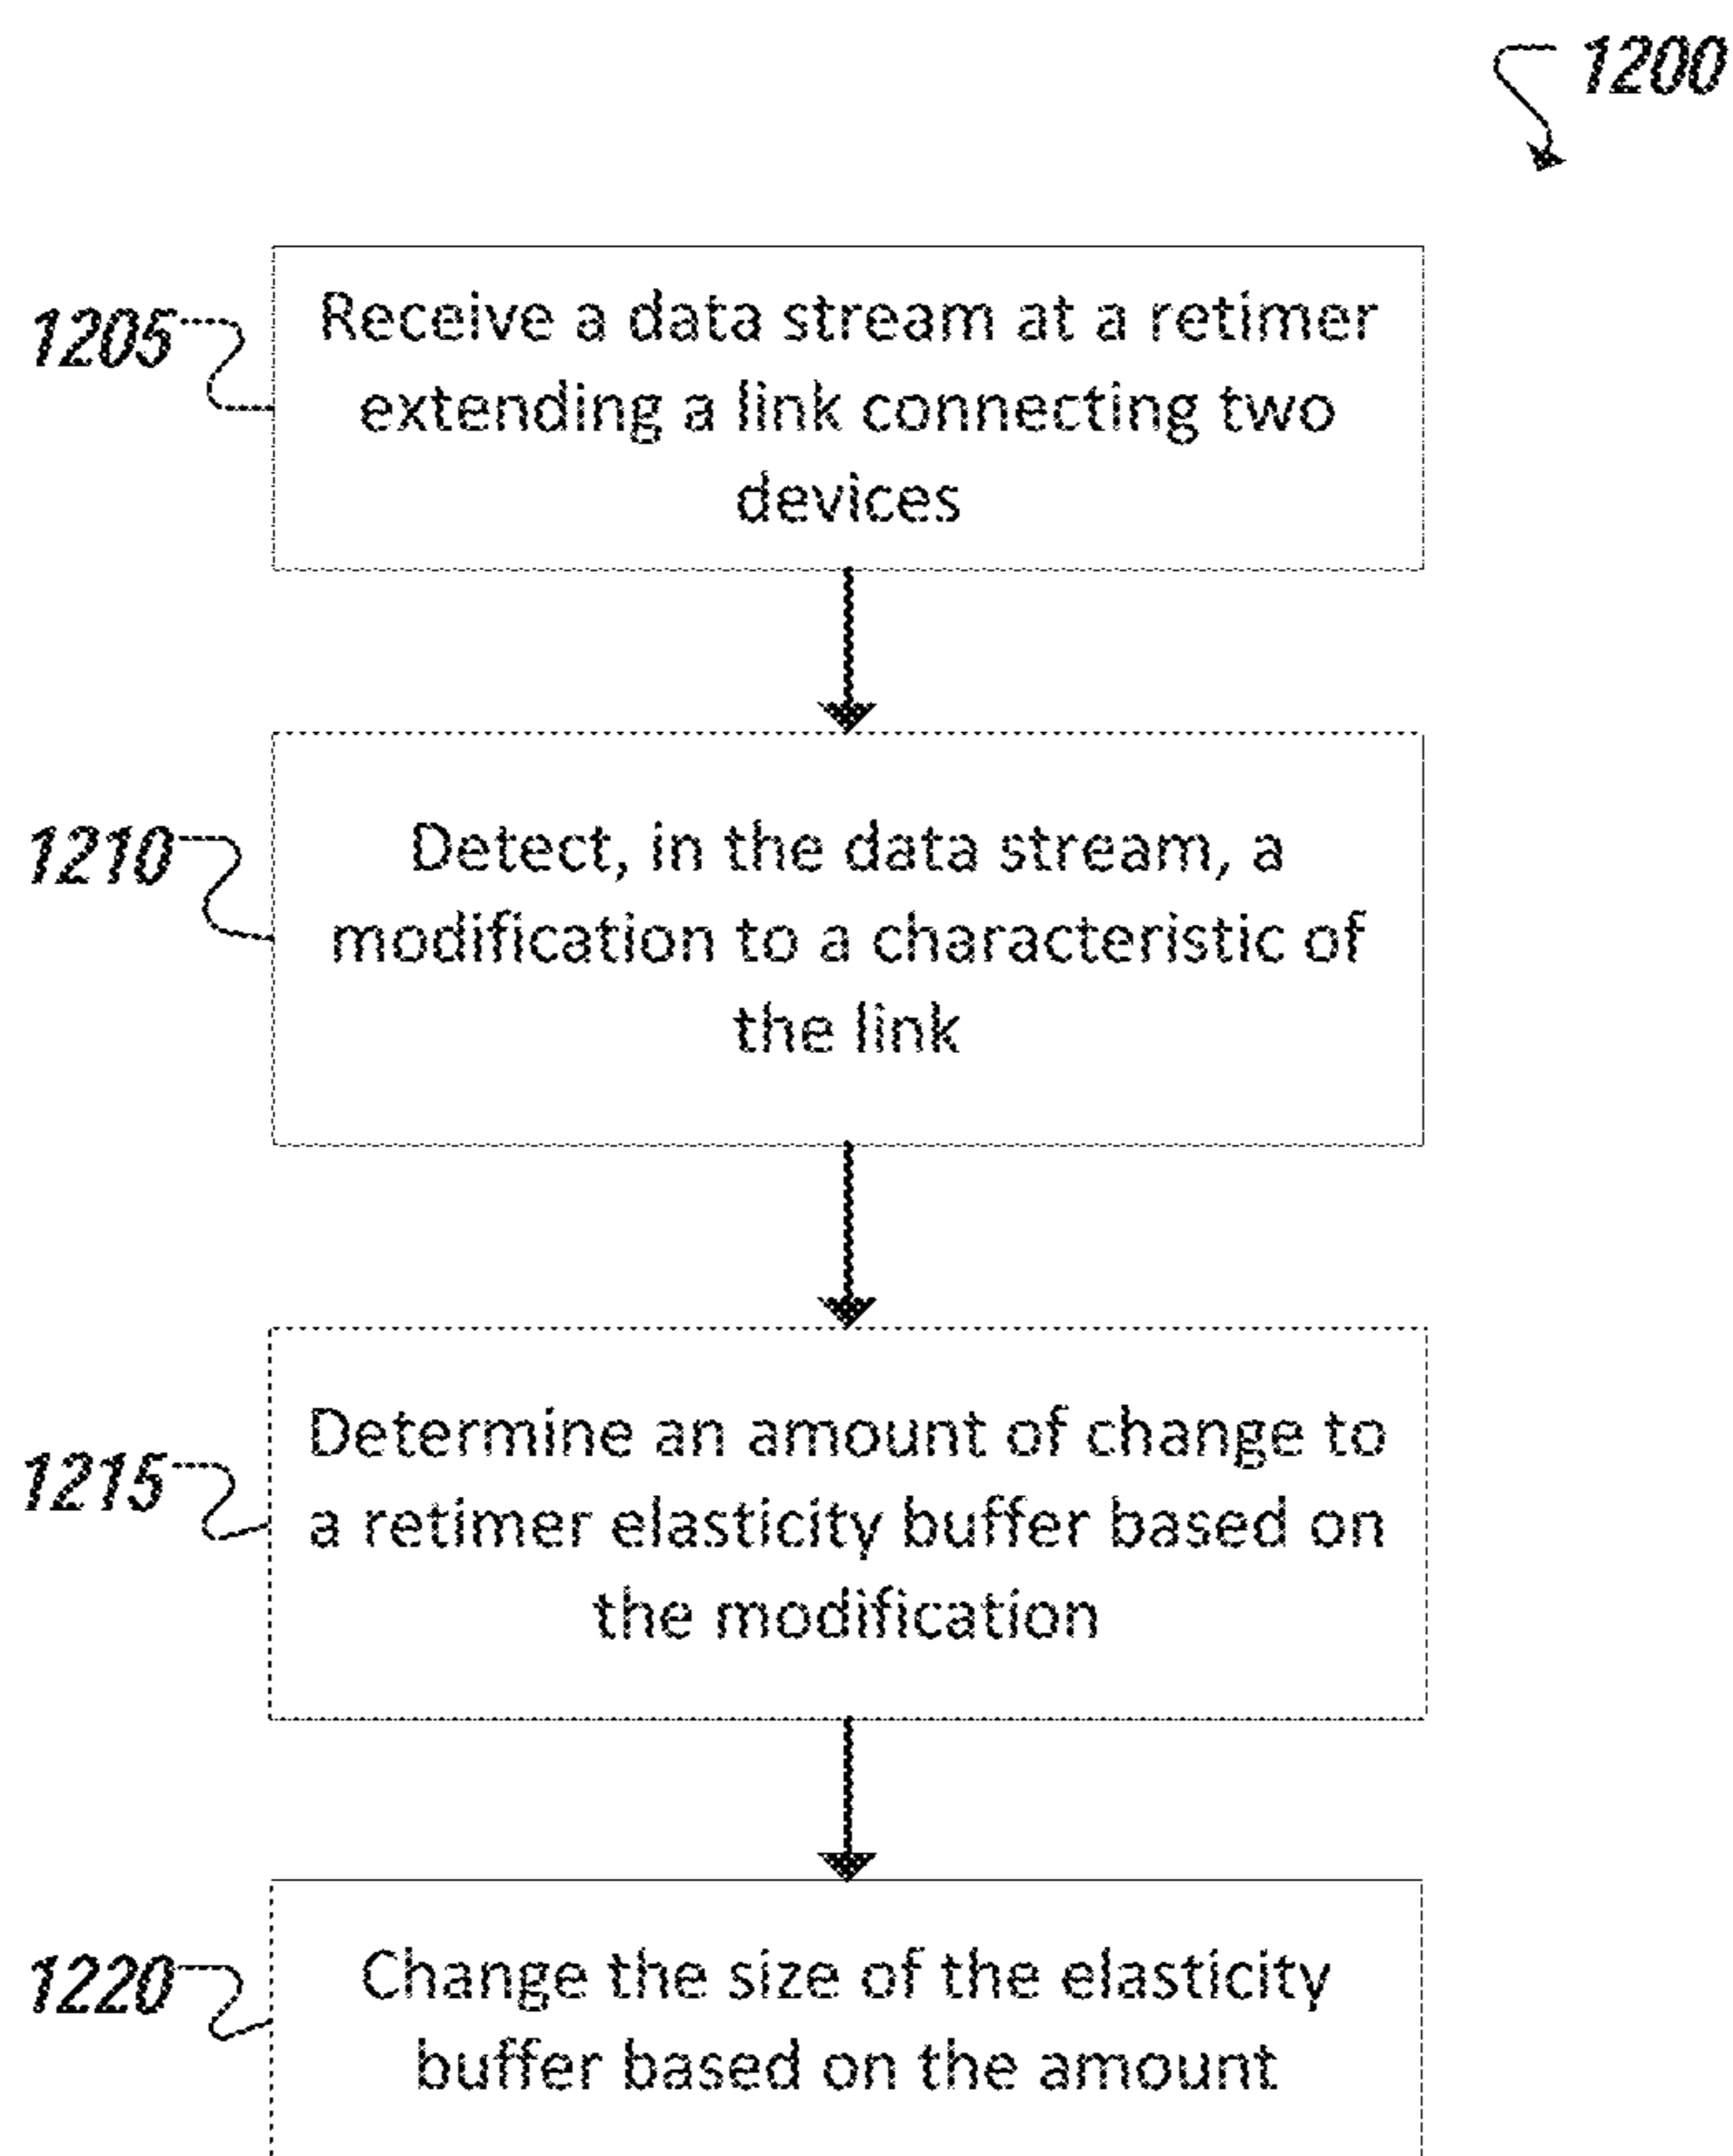 1200
1205
Receive a data stream at a retimer
extending a link connecting two
devices
1210
Detect, in the data stream, a
modification to a characteristic of
the link
1215
Determine an amount of change to
a retimer elasticity buffer based on
the modification
1220
Change the size of the elasticity
buffer based on the amount